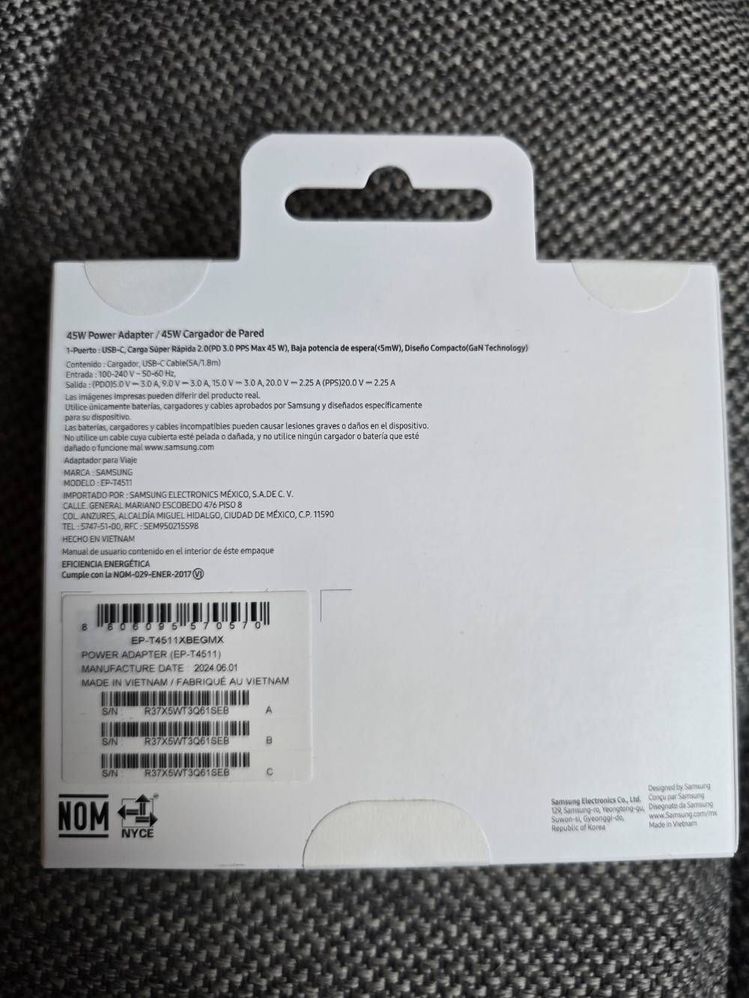 45W Power Adapter / 45W Cargador de Pared
1-Puerto : USB-C, Carga Súper Rápida 2.0(PD 3.0 PPS Max 45 W), Baja potencia de espera(<5mW), Diseño Compacto(GaN Technology)
Contenido : Cargador, USB-C Cable(5A/1.8m)
Entrada : 100-240 V ~ 50-60 Hz,
Salida : (PDO)5.0 V ⎓ 3.0 A, 9.0 V ⎓ 3.0 A, 15.0 V ⎓ 3.0 A, 20.0 V ⎓ 2.25 A (PPS)20.0 V ⎓ 2.25 A
Las imágenes impresas pueden diferir del producto real.
Utilice únicamente baterías, cargadores y cables aprobados por Samsung y diseñados específicamente
para su dispositivo.
Las baterías, cargadores y cables incompatibles pueden causar lesiones graves o daños en el dispositivo.
No utilice un cable cuya cubierta esté pelada o dañada, y no utilice ningún cargador o batería que esté
dañado o funcione mal www.samsung.com
Adaptador para Viaje
MARCA : SAMSUNG
MODELO : EP-T4511
IMPORTADO POR : SAMSUNG ELECTRONICS MÉXICO, S.A.DE C. V.
CALLE. GENERAL MARIANO ESCOBEDO 476 PISO 8
COL. ANZURES, ALCALDÍA MIGUEL HIDALGO, CIUDAD DE MÉXICO, C.P. 11590
TEL : 5747-51-00, RFC : SEM950215S98
HECHO EN VIETNAM
Manual de usuario contenido en el interior de éste empaque
EFICIENCIA ENERGÉTICA
Cumple con la NOM-029-ENER-2017 VI
8 606095 570570
EP-T4511XBEGMX
POWER ADAPTER (EP-T4511)
MANUFACTURE DATE : 2024.06.01
MADE IN VIETNAM / FABRIQUÉ AU VIETNAM
S/N : R37X5WT3Q61SEB A
S/N : R37X5WT3Q61SEB B
S/N : R37X5WT3Q61SEB C
NOM
NYCE
Samsung Electronics Co., Ltd.
129, Samsung-ro, Yeongtong-gu,
Suwon-si, Gyeonggi-do,
Republic of Korea
Designed by Samsung
Conçu par Samsung
Disegnato da Samsung
www.Samsung.com/mx
Made in Vietnam